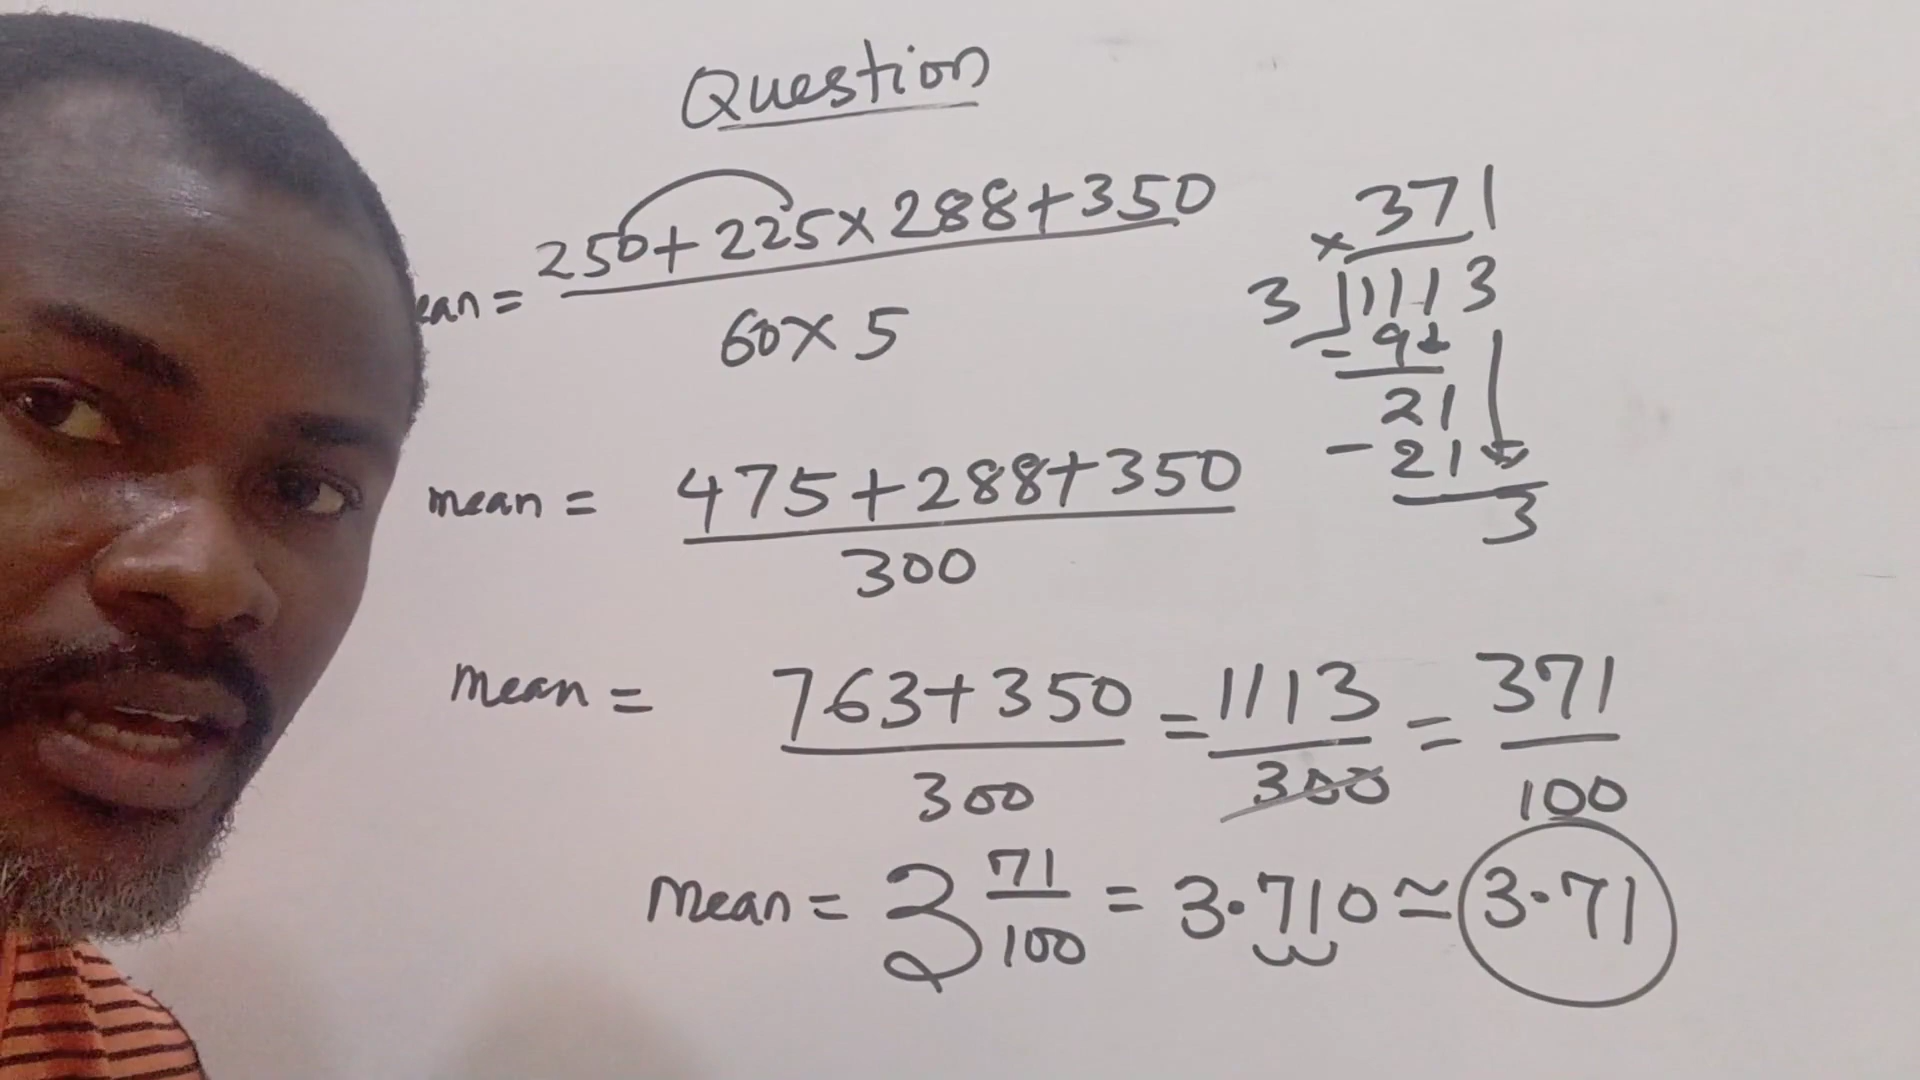 Question
ean = 250 + 225 × 288 + 350
60 × 5
mean = 475 + 288 + 350
300
mean = 763 + 350 = 1113 = 371
300 300 100
mean = 3 71/100 = 3.710 ≃ 3.71
× 371
3 1113
- 9
21
- 21
3